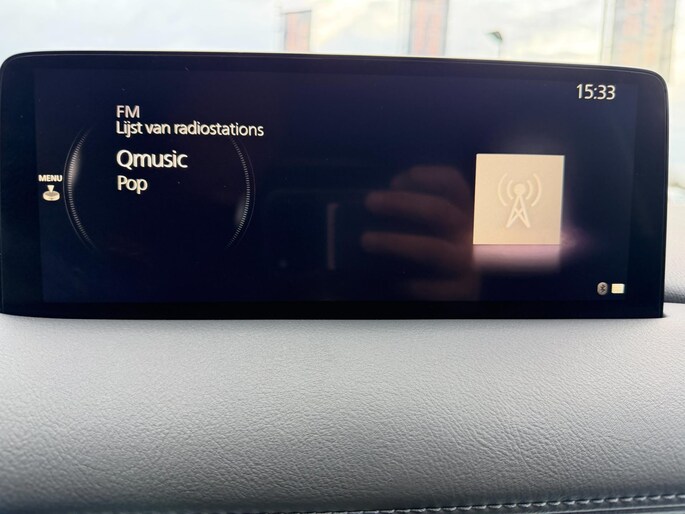 15:33
FM
Lijst van radiostations
Qmusic
Pop
MENU